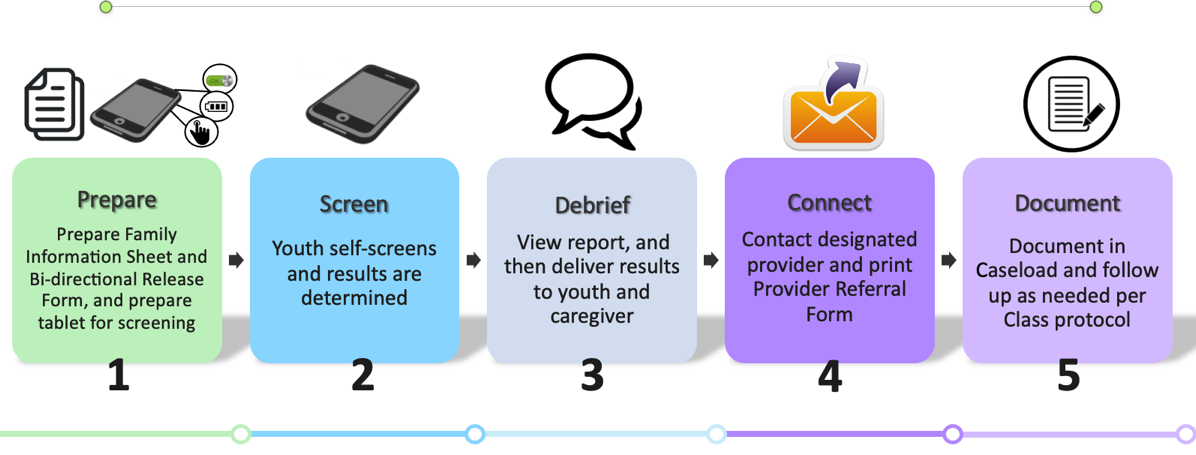 Prepare
Prepare Family
Information Sheet and
Bi-directional Release
Form, and prepare
tablet for screening
1
Screen
Youth self-screens
and results are
determined
2
Debrief
View report, and
then deliver results
to youth and
caregiver
3
Connect
Contact designated
provider and print
Provider Referral
Form
4
Document
Document in
Caseload and follow
up as needed per
Class protocol
5